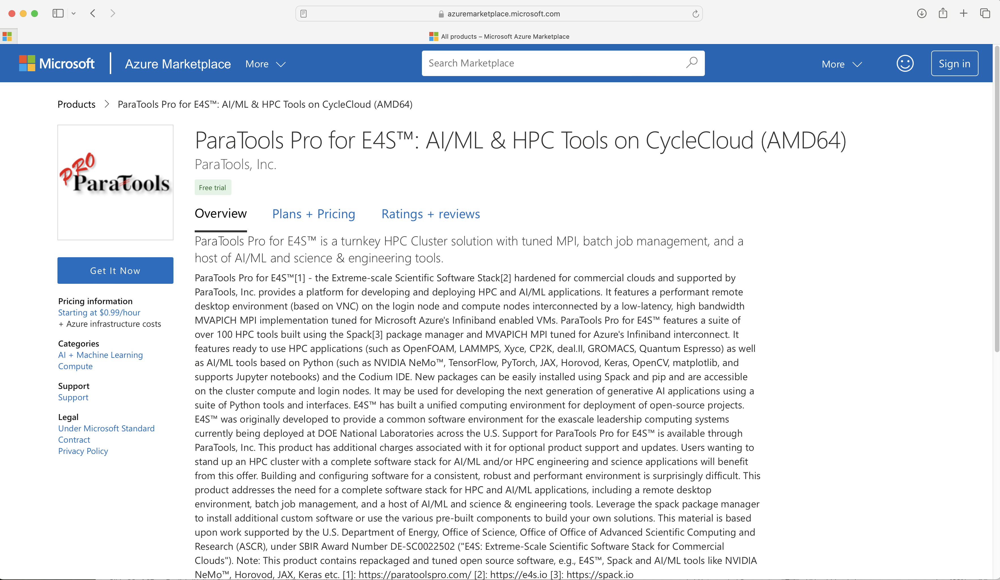 azuremarketplace.microsoft.com
All products – Microsoft Azure Marketplace
Microsoft
Azure Marketplace
More
Search Marketplace
More
Sign in
Products > ParaTools Pro for E4S™: AI/ML & HPC Tools on CycleCloud (AMD64)
PRO
ParaTools
ParaTools Pro for E4S™: AI/ML & HPC Tools on CycleCloud (AMD64)
ParaTools, Inc.
Free trial
Overview
Plans + Pricing
Ratings + reviews
Get It Now
Pricing information
Starting at $0.99/hour
+ Azure infrastructure costs
Categories
AI + Machine Learning
Compute
Support
Support
Legal
Under Microsoft Standard
Contract
Privacy Policy
ParaTools Pro for E4S™ is a turnkey HPC Cluster solution with tuned MPI, batch job management, and a
host of AI/ML and science & engineering tools.
ParaTools Pro for E4S™[1] - the Extreme-scale Scientific Software Stack[2] hardened for commercial clouds and supported by
ParaTools, Inc. provides a platform for developing and deploying HPC and AI/ML applications. It features a performant remote
desktop environment (based on VNC) on the login node and compute nodes interconnected by a low-latency, high bandwidth
MVAPICH MPI implementation tuned for Microsoft Azure's Infiniband enabled VMs. ParaTools Pro for E4S™ features a suite of
over 100 HPC tools built using the Spack[3] package manager and MVAPICH MPI tuned for Azure's Infiniband interconnect. It
features ready to use HPC applications (such as OpenFOAM, LAMMPS, Xyce, CP2K, deal.II, GROMACS, Quantum Espresso) as well
as AI/ML tools based on Python (such as NVIDIA NeMo™, TensorFlow, PyTorch, JAX, Horovod, Keras, OpenCV, matplotlib, and
supports Jupyter notebooks) and the Codium IDE. New packages can be easily installed using Spack and pip and are accessible
on the cluster compute and login nodes. It may be used for developing the next generation of generative AI applications using a
suite of Python tools and interfaces. E4S™ has built a unified computing environment for deployment of open-source projects.
E4S™ was originally developed to provide a common software environment for the exascale leadership computing systems
currently being deployed at DOE National Laboratories across the U.S. Support for ParaTools Pro for E4S™ is available through
ParaTools, Inc. This product has additional charges associated with it for optional product support and updates. Users wanting to
stand up an HPC cluster with a complete software stack for AI/ML and/or HPC engineering and science applications will benefit
from this offer. Building and configuring software for a consistent, robust and performant environment is surprisingly difficult. This
product addresses the need for a complete software stack for HPC and AI/ML applications, including a remote desktop
environment, batch job management, and a host of AI/ML and science & engineering tools. Leverage the spack package manager
to install additional custom software or use the various pre-built components to build your own solutions. This material is based
upon work supported by the U.S. Department of Energy, Office of Science, Office of Office of Advanced Scientific Computing and
Research (ASCR), under SBIR Award Number DE-SC0022502 ("E4S: Extreme-Scale Scientific Software Stack for Commercial
Clouds"). Note: This product contains repackaged and tuned open source software, e.g., E4S™, Spack and AI/ML tools like NVIDIA
NeMo™, Horovod, JAX, Keras etc. [1]: https://paratoolspro.com/ [2]: https://e4s.io [3]: https://spack.io